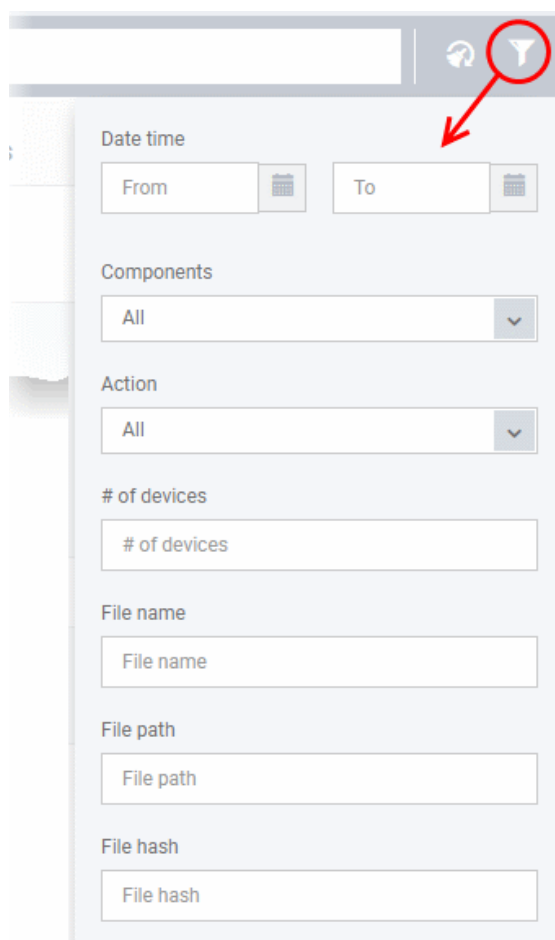 Date time
From To
Components
All
Action
All
# of devices
# of devices
File name
File name
File path
File path
File hash
File hash